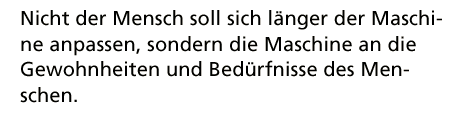 Nicht der Mensch soll sich länger der Maschi-
ne anpassen, sondern die Maschine an die
Gewohnheiten und Bedürfnisse des Men-
schen.